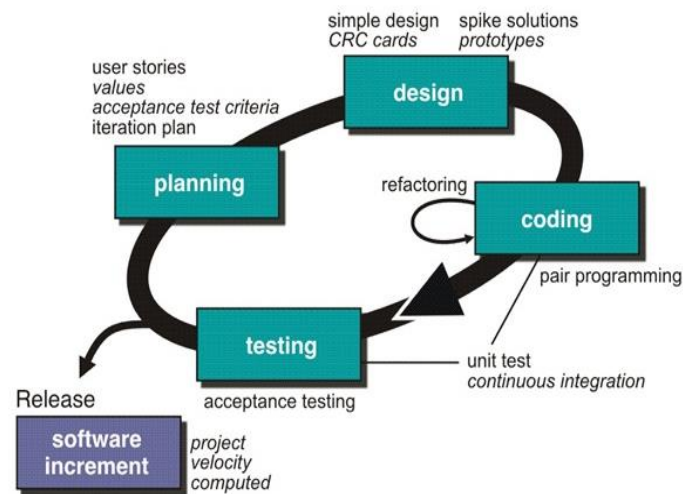 simple design
CRC cards
spike solutions
prototypes
design
user stories
values
acceptance test criteria
iteration plan
planning
refactoring
coding
pair programming
testing
unit test
continuous integration
acceptance testing
Release
software
increment
project
velocity
computed